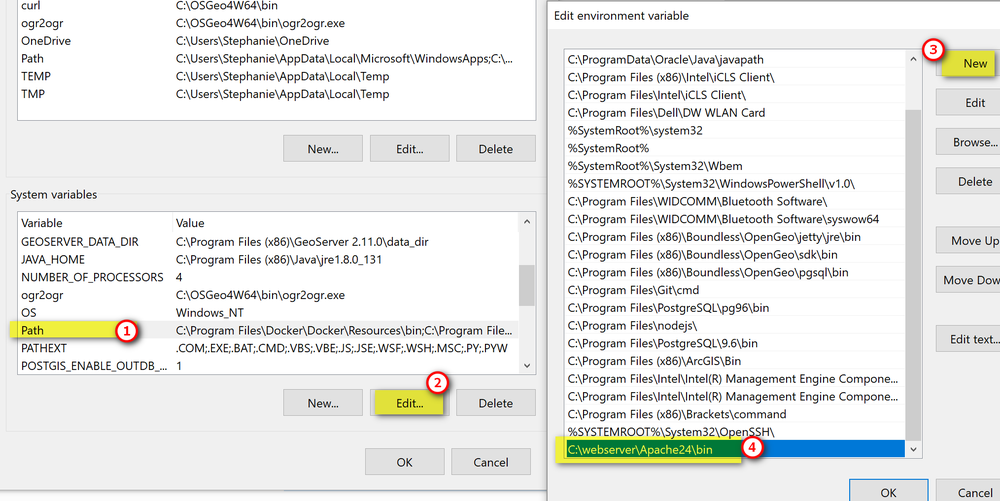 curl C:\OSGeo4W64\bin
ogr2ogr C:\OSGeo4W64\bin\ogr2ogr.exe
OneDrive C:\Users\Stephanie\OneDrive
Path C:\Users\Stephanie\AppData\Local\Microsoft\WindowsApps;C:\...
TEMP C:\Users\Stephanie\AppData\Local\Temp
TMP C:\Users\Stephanie\AppData\Local\Temp
New... Edit... Delete
System variables
Variable Value
GEOSERVER_DATA_DIR C:\Program Files (x86)\GeoServer 2.11.0\data_dir
JAVA_HOME C:\Program Files (x86)\Java\jre1.8.0_131
NUMBER_OF_PROCESSORS 4
ogr2ogr C:\OSGeo4W64\bin\ogr2ogr.exe
OS Windows_NT
Path 1 C:\Program Files\Docker\Docker\Resources\bin;C:\Program File...
PATHEXT .COM;.EXE;.BAT;.CMD;.VBS;.VBE;.JS;.JSE;.WSF;.WSH;.MSC;.PY;.PYW
POSTGIS_ENABLE_OUTDB_... 1
2
New... Edit... Delete
OK Cancel
Edit environment variable
3
C:\ProgramData\Oracle\Java\javapath
C:\Program Files (x86)\Intel\iCLS Client\
C:\Program Files\Intel\iCLS Client\
C:\Program Files\Dell\DW WLAN Card
%SystemRoot%\system32
%SystemRoot%
%SystemRoot%\System32\Wbem
%SYSTEMROOT%\System32\WindowsPowerShell\v1.0\
C:\Program Files\WIDCOMM\Bluetooth Software\
C:\Program Files\WIDCOMM\Bluetooth Software\syswow64
C:\Program Files (x86)\Boundless\OpenGeo\jetty\jre\bin
C:\Program Files (x86)\Boundless\OpenGeo\sdk\bin
C:\Program Files (x86)\Boundless\OpenGeo\pgsql\bin
C:\Program Files\Git\cmd
C:\Program Files\PostgreSQL\pg96\bin
C:\Program Files\nodejs\
C:\Program Files\PostgreSQL\9.6\bin
C:\Program Files (x86)\ArcGIS\Bin
C:\Program Files\Intel\Intel(R) Management Engine Compone...
C:\Program Files\Intel\Intel(R) Management Engine Compone...
C:\Program Files (x86)\Brackets\command
%SYSTEMROOT%\System32\OpenSSH\
C:\webserver\Apache24\bin 4
New
Edit
Browse...
Delete
Move Up
Move Dow
Edit text...
OK Cancel